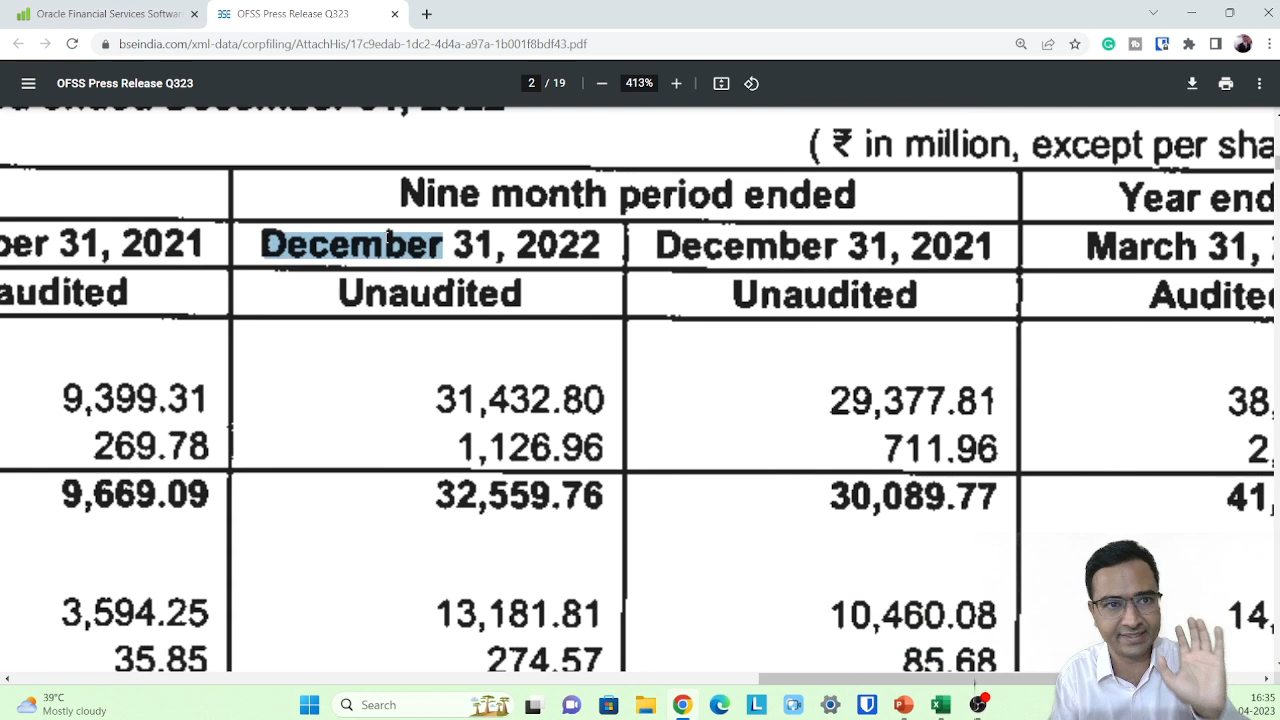 Oracle Financial Services Softwar
OFSS Press Release Q323
bseindia.com/xml-data/corpfiling/AttachHis/17c9edab-1dc2-4d4a-a97a-1b001f8bdf43.pdf
OFSS Press Release Q323
2 / 19
413%
( ₹ in million, except per sha
Nine month period ended
Year end
ber 31, 2021
December 31, 2022
December 31, 2021
March 31,
audited
Unaudited
Unaudited
Audite
9,399.31
31,432.80
29,377.81
38,
269.78
1,126.96
711.96
2,
9,669.09
32,559.76
30,089.77
41,
3,594.25
13,181.81
10,460.08
14,
35.85
274.57
85.68
39°C
Mostly cloudy
Search
16:35
04-2023